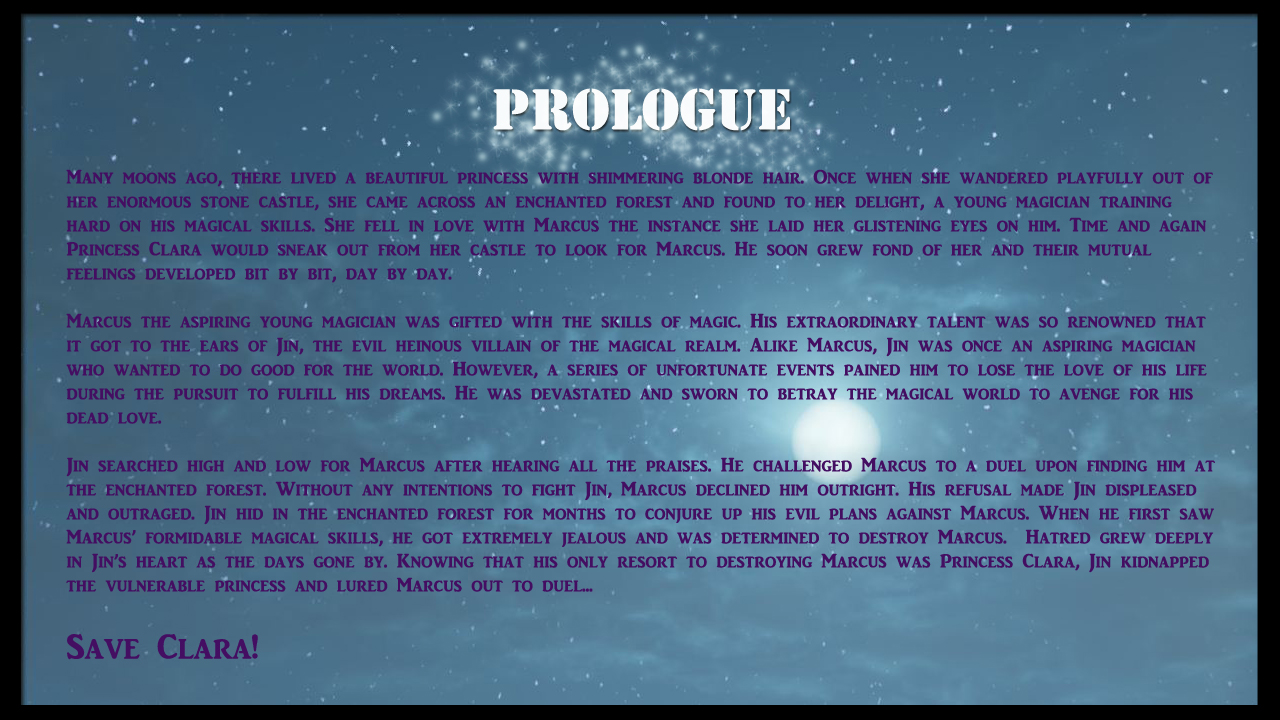 PROLOGUE
Many moons ago, there lived a beautiful princess with shimmering blonde hair. Once when she wandered playfully out of
her enormous stone castle, she came across an enchanted forest and found to her delight, a young magician training
hard on his magical skills. She fell in love with Marcus the instance she laid her glistening eyes on him. Time and again
Princess Clara would sneak out from her castle to look for Marcus. He soon grew fond of her and their mutual
feelings developed bit by bit, day by day.
Marcus the aspiring young magician was gifted with the skills of magic. His extraordinary talent was so renowned that
it got to the ears of Jin, the evil heinous villain of the magical realm. Alike Marcus, Jin was once an aspiring magician
who wanted to do good for the world. However, a series of unfortunate events pained him to lose the love of his life
during the pursuit to fulfill his dreams. He was devastated and sworn to betray the magical world to avenge for his
dead love.
Jin searched high and low for Marcus after hearing all the praises. He challenged Marcus to a duel upon finding him at
the enchanted forest. Without any intentions to fight Jin, Marcus declined him outright. His refusal made Jin displeased
and outraged. Jin hid in the enchanted forest for months to conjure up his evil plans against Marcus. When he first saw
Marcus' formidable magical skills, he got extremely jealous and was determined to destroy Marcus.  Hatred grew deeply
in Jin's heart as the days gone by. Knowing that his only resort to destroying Marcus was Princess Clara, Jin kidnapped
the vulnerable princess and lured Marcus out to duel...
Save Clara!